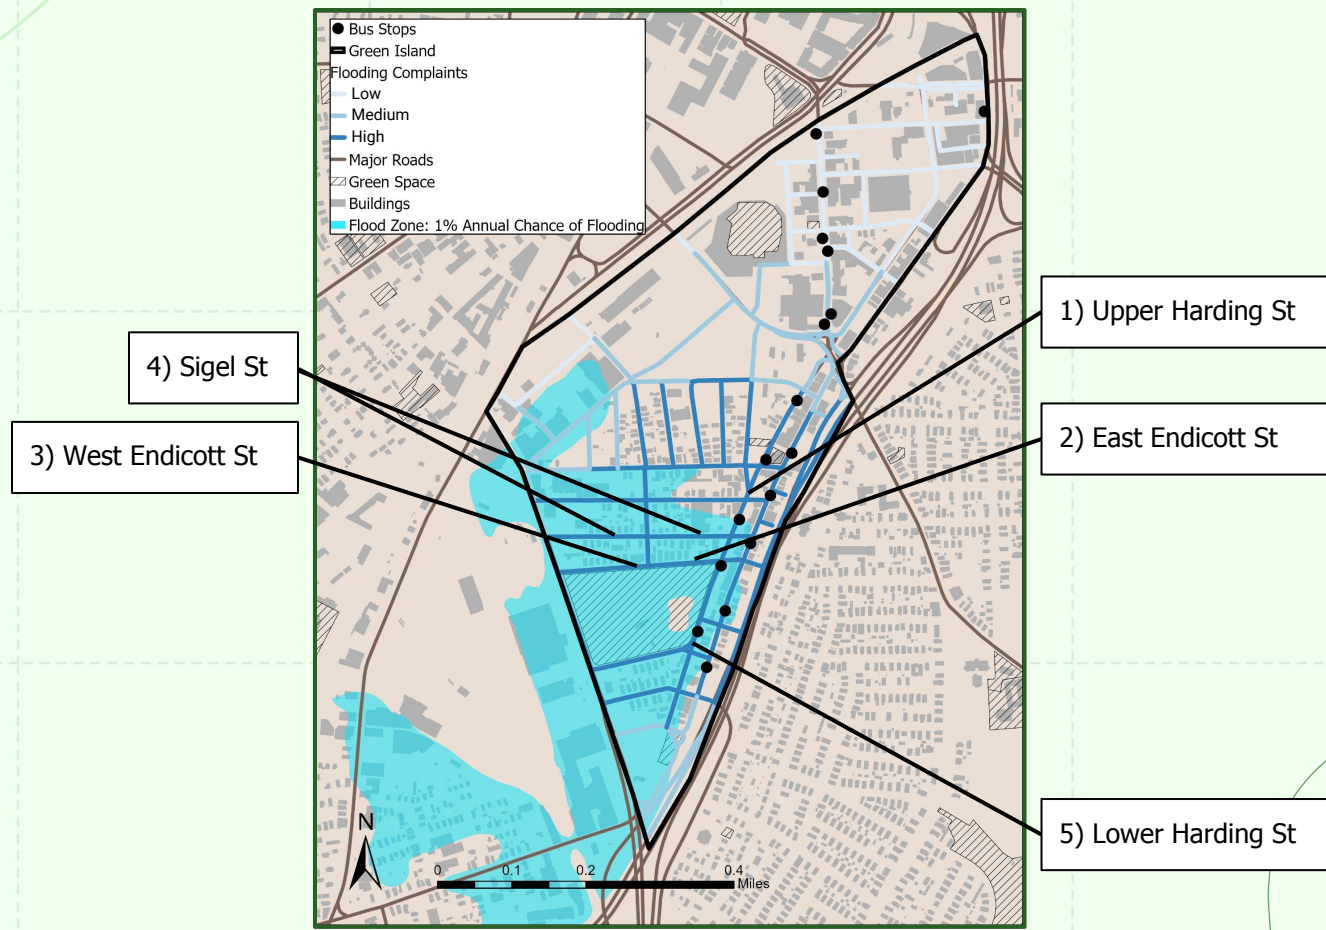 Bus Stops
Green Island
Flooding Complaints
Low
Medium
High
Major Roads
Green Space
Buildings
Flood Zone: 1% Annual Chance of Flooding
1) Upper Harding St
4) Sigel St
2) East Endicott St
3) West Endicott St
5) Lower Harding St
N
0 0.1 0.2 0.4
Miles